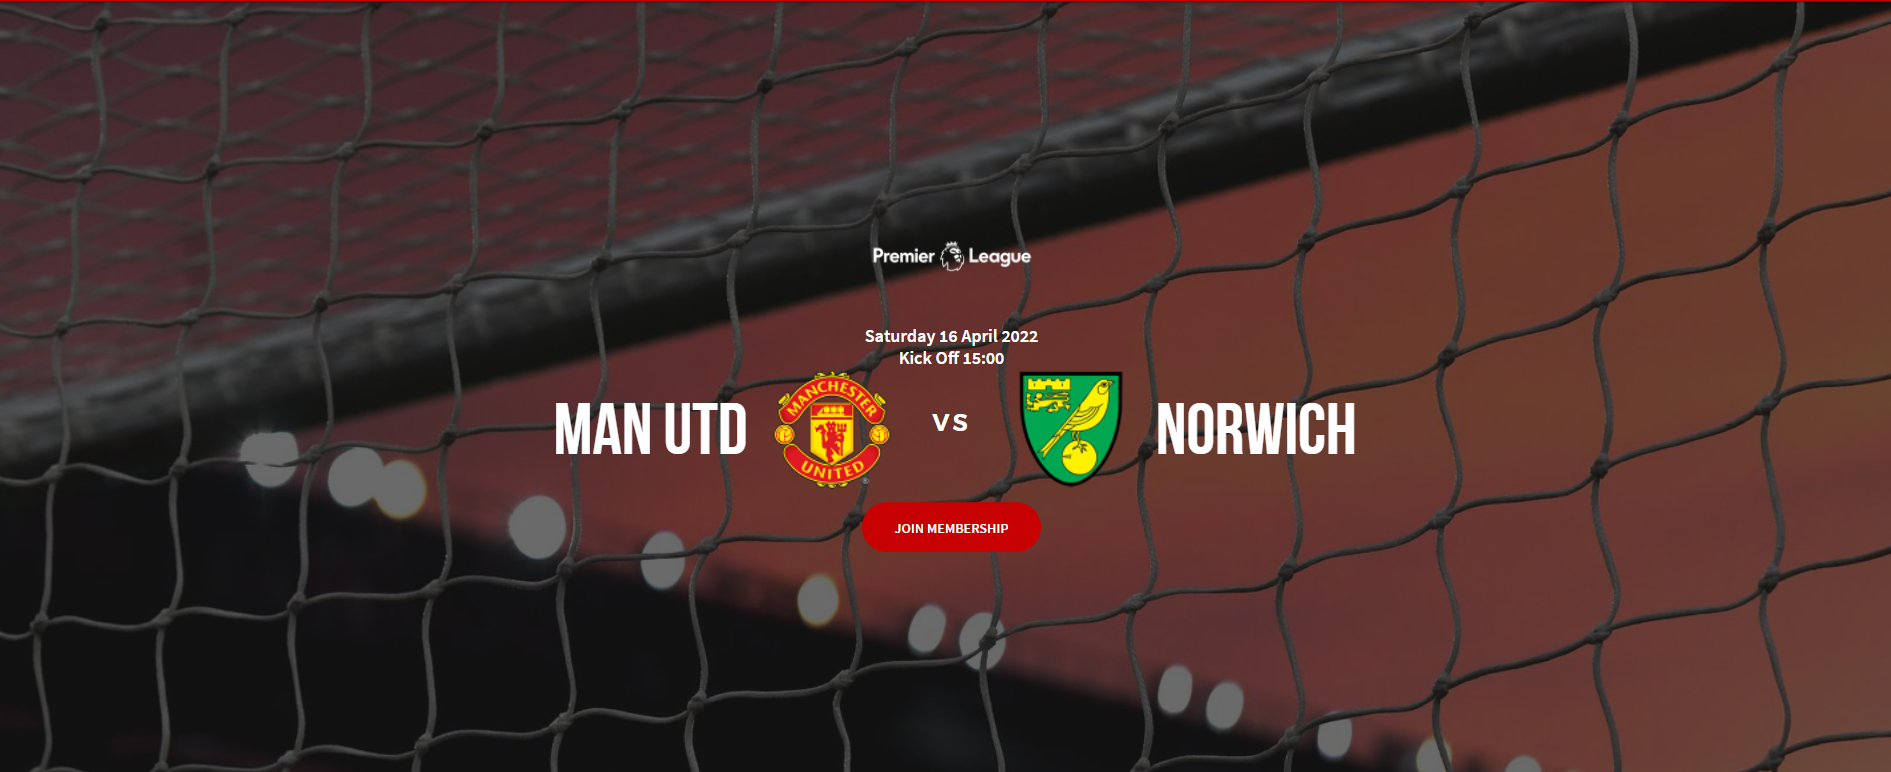 Premier League
Saturday 16 April 2022
Kick Off 15:00
MAN UTD
MANCHESTER
UNITED
®
VS
NORWICH
JOIN MEMBERSHIP